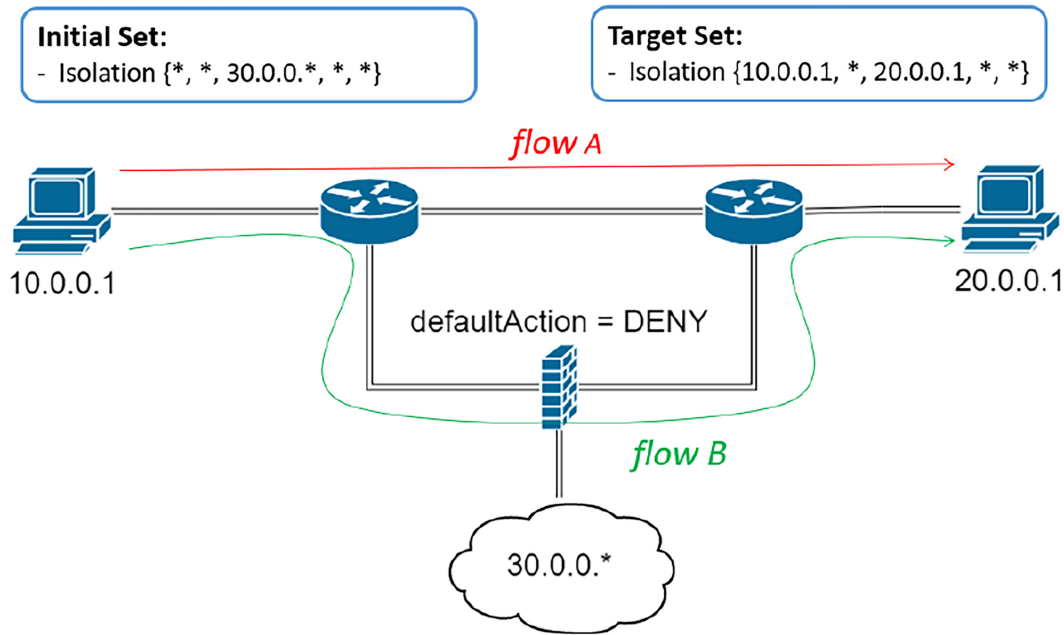 Initial Set:
- Isolation {*, *, 30.0.0.*, *, *}
Target Set:
- Isolation {10.0.0.1, *, 20.0.0.1, *, *}
flow A
10.0.0.1
20.0.0.1
defaultAction = DENY
flow B
30.0.0.*